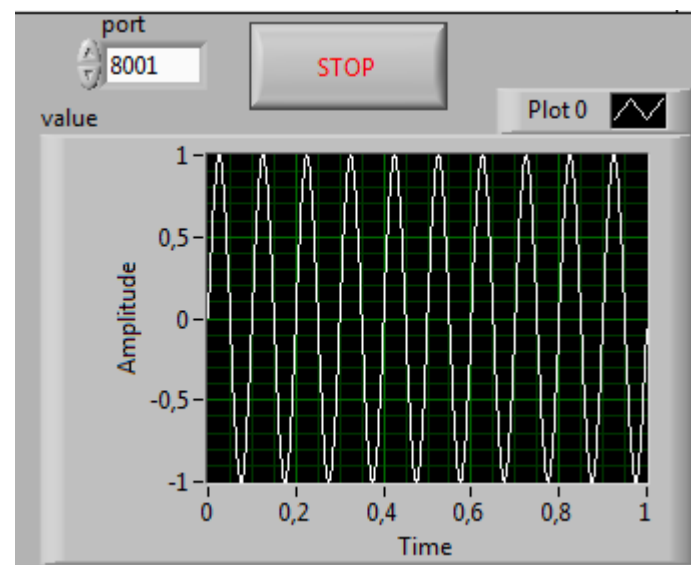 port
8001
STOP
value
Plot 0
Amplitude
1
0,5
0
-0,5
-1
0 0,2 0,4 0,6 0,8 1
Time